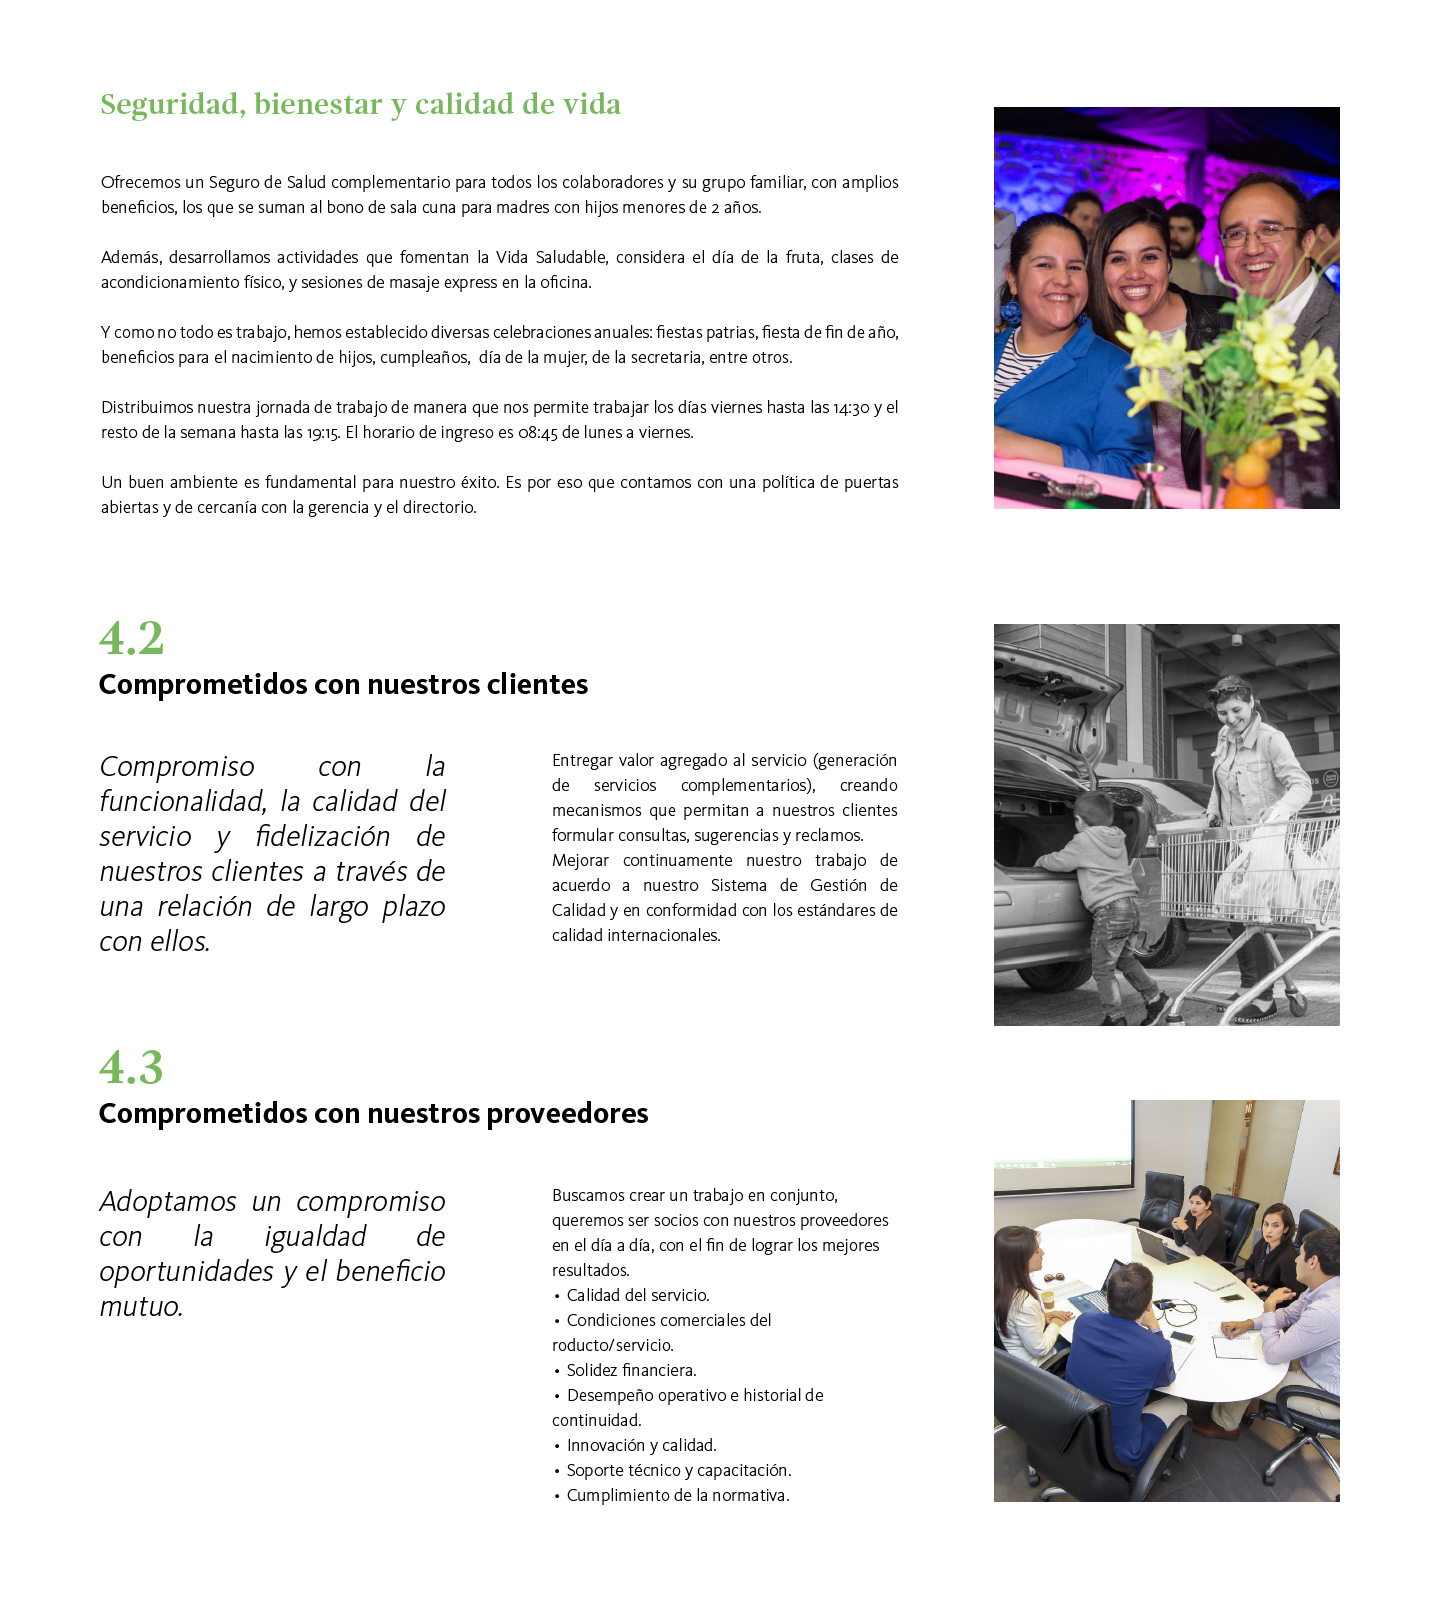 Seguridad, bienestar y calidad de vida
Ofrecemos un Seguro de Salud complementario para todos los colaboradores y su grupo familiar, con amplios
beneficios, los que se suman al bono de sala cuna para madres con hijos menores de 2 años.
Además, desarrollamos actividades que fomentan la Vida Saludable, considera el día de la fruta, clases de
acondicionamiento físico, y sesiones de masaje express en la oficina.
Y como no todo es trabajo, hemos establecido diversas celebraciones anuales: fiestas patrias, fiesta de fin de año,
beneficios para el nacimiento de hijos, cumpleaños, día de la mujer, de la secretaria, entre otros.
Distribuimos nuestra jornada de trabajo de manera que nos permite trabajar los días viernes hasta las 14:30 y el
resto de la semana hasta las 19:15. El horario de ingreso es 08:45 de lunes a viernes.
Un buen ambiente es fundamental para nuestro éxito. Es por eso que contamos con una política de puertas
abiertas y de cercanía con la gerencia y el directorio.
4.2
Comprometidos con nuestros clientes
Compromiso con la
funcionalidad, la calidad del
servicio y fidelización de
nuestros clientes a través de
una relación de largo plazo
con ellos.
Entregar valor agregado al servicio (generación
de servicios complementarios), creando
mecanismos que permitan a nuestros clientes
formular consultas, sugerencias y reclamos.
Mejorar continuamente nuestro trabajo de
acuerdo a nuestro Sistema de Gestión de
Calidad y en conformidad con los estándares de
calidad internacionales.
4.3
Comprometidos con nuestros proveedores
Adoptamos un compromiso
con la igualdad de
oportunidades y el beneficio
mutuo.
Buscamos crear un trabajo en conjunto,
queremos ser socios con nuestros proveedores
en el día a día, con el fin de lograr los mejores
resultados.
• Calidad del servicio.
• Condiciones comerciales del
roducto/servicio.
• Solidez financiera.
• Desempeño operativo e historial de
continuidad.
• Innovación y calidad.
• Soporte técnico y capacitación.
• Cumplimiento de la normativa.